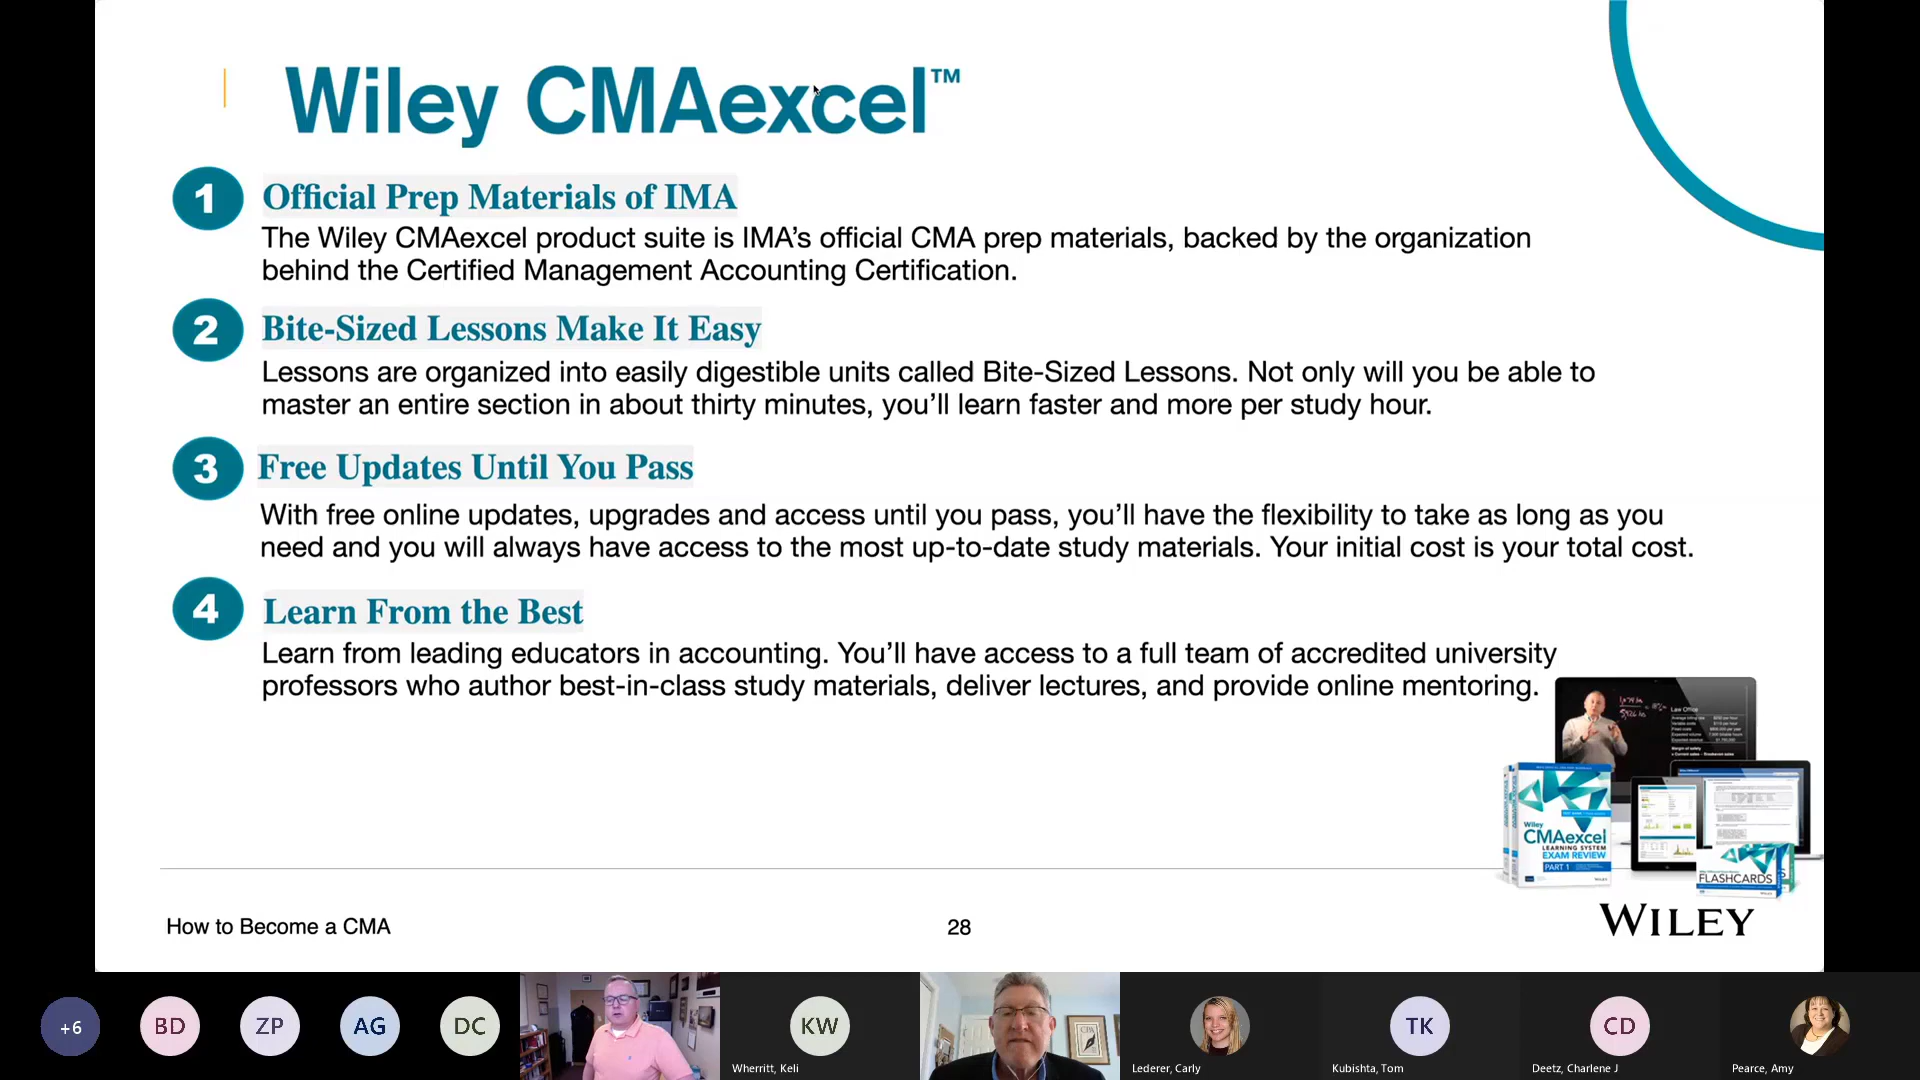 Wiley CMAexcel™
1 Official Prep Materials of IMA
The Wiley CMAexcel product suite is IMA's official CMA prep materials, backed by the organization
behind the Certified Management Accounting Certification.
2 Bite-Sized Lessons Make It Easy
Lessons are organized into easily digestible units called Bite-Sized Lessons. Not only will you be able to
master an entire section in about thirty minutes, you'll learn faster and more per study hour.
3 Free Updates Until You Pass
With free online updates, upgrades and access until you pass, you'll have the flexibility to take as long as you
need and you will always have access to the most up-to-date study materials. Your initial cost is your total cost.
4 Learn From the Best
Learn from leading educators in accounting. You'll have access to a full team of accredited university
professors who author best-in-class study materials, deliver lectures, and provide online mentoring.
Law Office
Wiley
CMAexcel
LEARNING SYSTEM
EXAM REVIEW
PART 1
FLASHCARDS
How to Become a CMA
28
WILEY
+6
BD
ZP
AG
DC
KW
TK
CD
Wherritt, Keli
Lederer, Carly
Kubishta, Tom
Deetz, Charlene J
Pearce, Amy